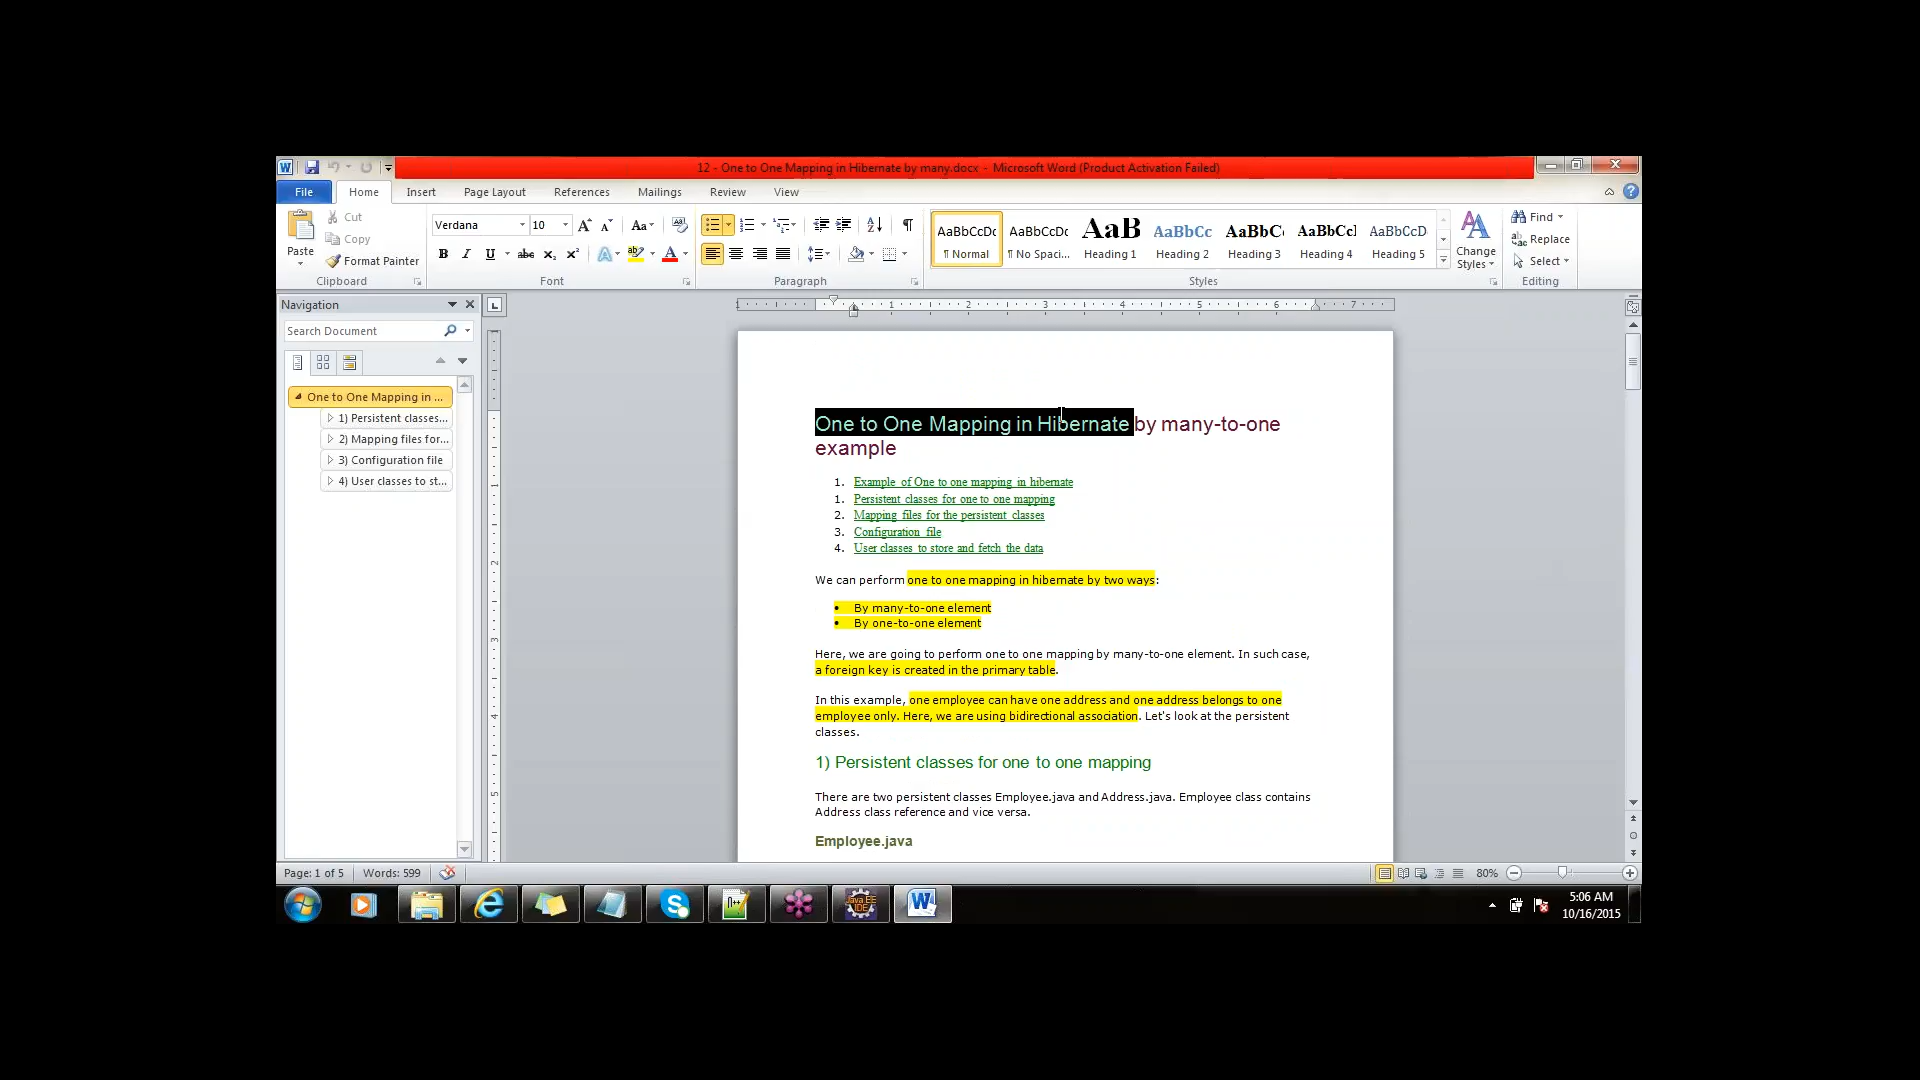 12 - One to One Mapping in Hibernate by many.docx - Microsoft Word (Product Activation Failed)
File Home Insert Page Layout References Mailings Review View
Paste
Cut
Copy
Format Painter
Clipboard
Verdana 10
Font
Paragraph
AaBbCcDc AaBbCcDc AaB AaBbCc AaBbC AaBbCcI AaBbCcD
¶ Normal ¶ No Spaci... Heading 1 Heading 2 Heading 3 Heading 4 Heading 5
Change Styles
Styles
Find
Replace
Select
Editing
Navigation
Search Document
One to One Mapping in ...
1) Persistent classes...
2) Mapping files for...
3) Configuration file
4) User classes to st...
One to One Mapping in Hibernate by many-to-one
example
1. Example of One to one mapping in hibernate
1. Persistent classes for one to one mapping
2. Mapping files for the persistent classes
3. Configuration file
4. User classes to store and fetch the data
We can perform one to one mapping in hibernate by two ways:
• By many-to-one element
• By one-to-one element
Here, we are going to perform one to one mapping by many-to-one element. In such case,
a foreign key is created in the primary table.
In this example, one employee can have one address and one address belongs to one
employee only. Here, we are using bidirectional association. Let's look at the persistent
classes.
1) Persistent classes for one to one mapping
There are two persistent classes Employee.java and Address.java. Employee class contains
Address class reference and vice versa.
Employee.java
Page: 1 of 5 Words: 599 80%
Java EE
IDE
5:06 AM
10/16/2015